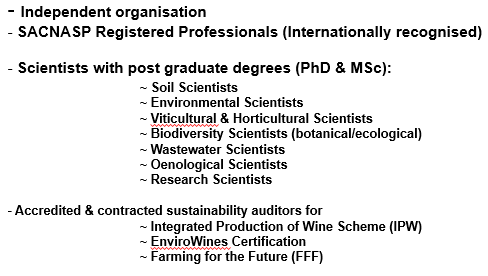 - Independent organisation
- SACNASP Registered Professionals (Internationally recognised)
- Scientists with post graduate degrees (PhD & MSc):
~ Soil Scientists
~ Environmental Scientists
~ Viticultural & Horticultural Scientists
~ Biodiversity Scientists (botanical/ecological)
~ Wastewater Scientists
~ Oenological Scientists
~ Research Scientists
- Accredited & contracted sustainability auditors for
~ Integrated Production of Wine Scheme (IPW)
~ EnviroWines Certification
~ Farming for the Future (FFF)